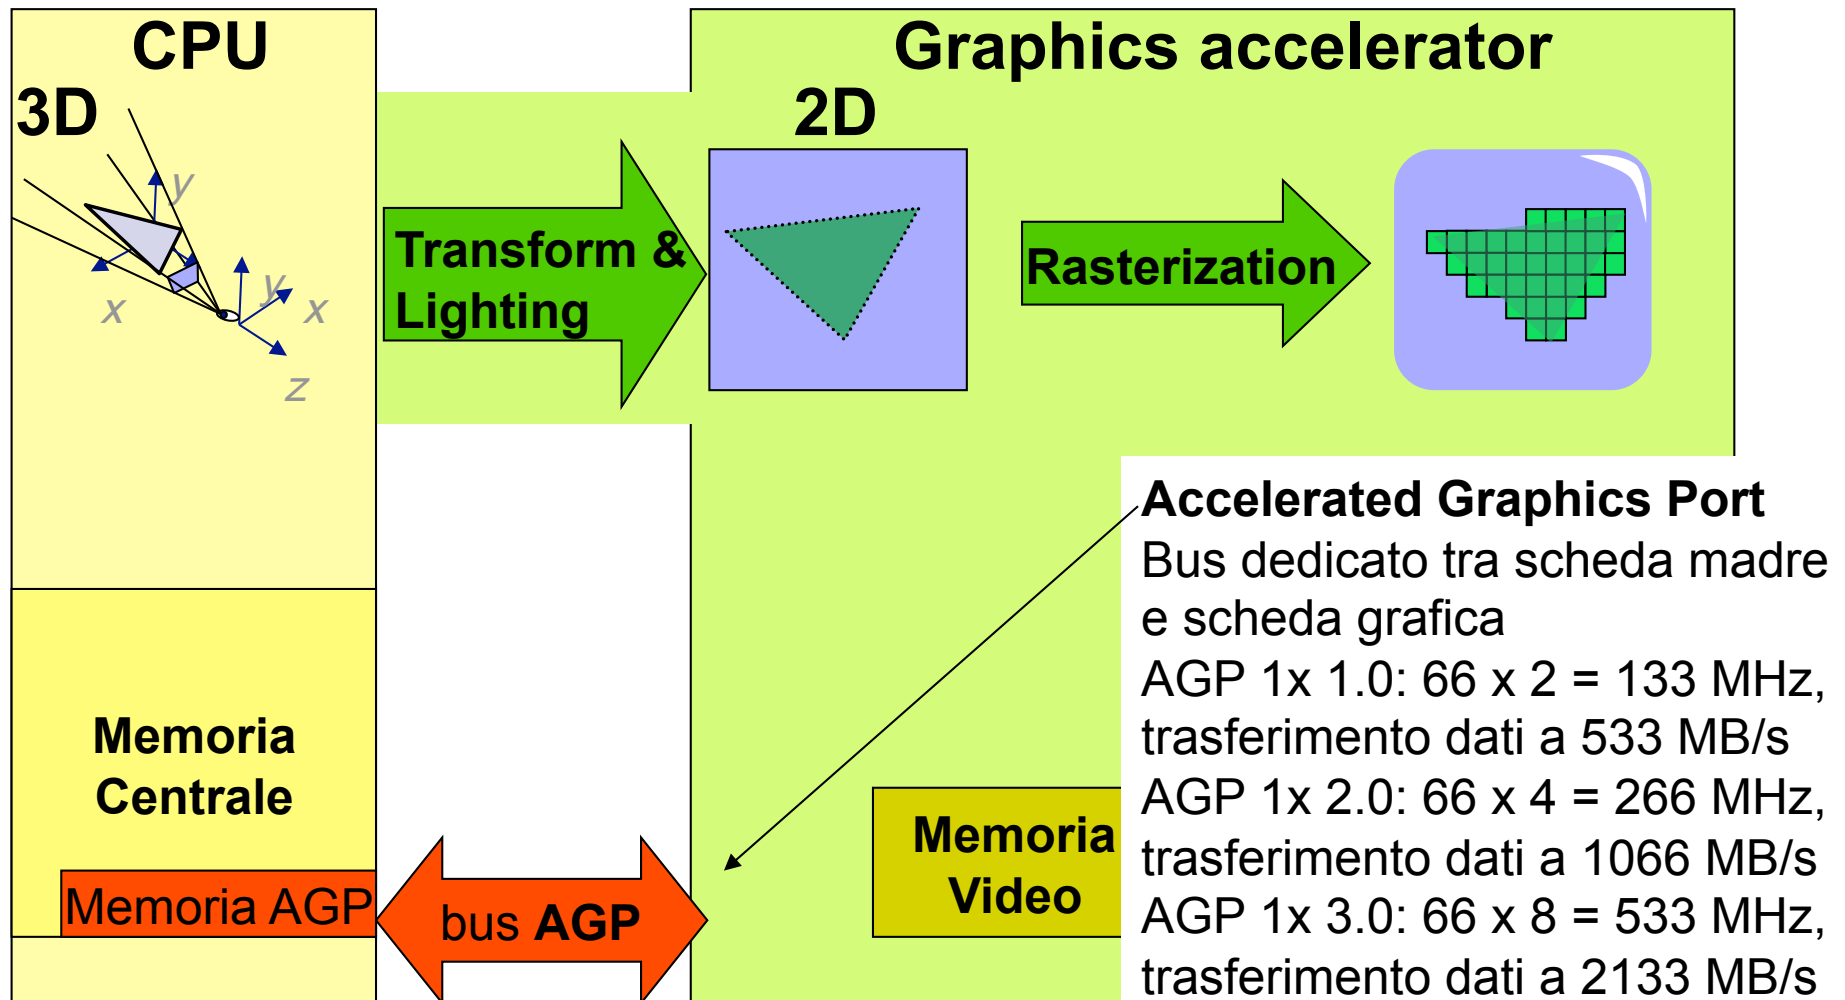 CPU
Graphics accelerator
3D
2D
y
x
y
x
z
Transform &
Lighting
Rasterization
Accelerated Graphics Port
Bus dedicato tra scheda madre
e scheda grafica
AGP 1x 1.0: 66 x 2 = 133 MHz,
trasferimento dati a 533 MB/s
AGP 1x 2.0: 66 x 4 = 266 MHz,
trasferimento dati a 1066 MB/s
AGP 1x 3.0: 66 x 8 = 533 MHz,
trasferimento dati a 2133 MB/s
Memoria
Centrale
Memoria AGP
bus AGP
Memoria
Video